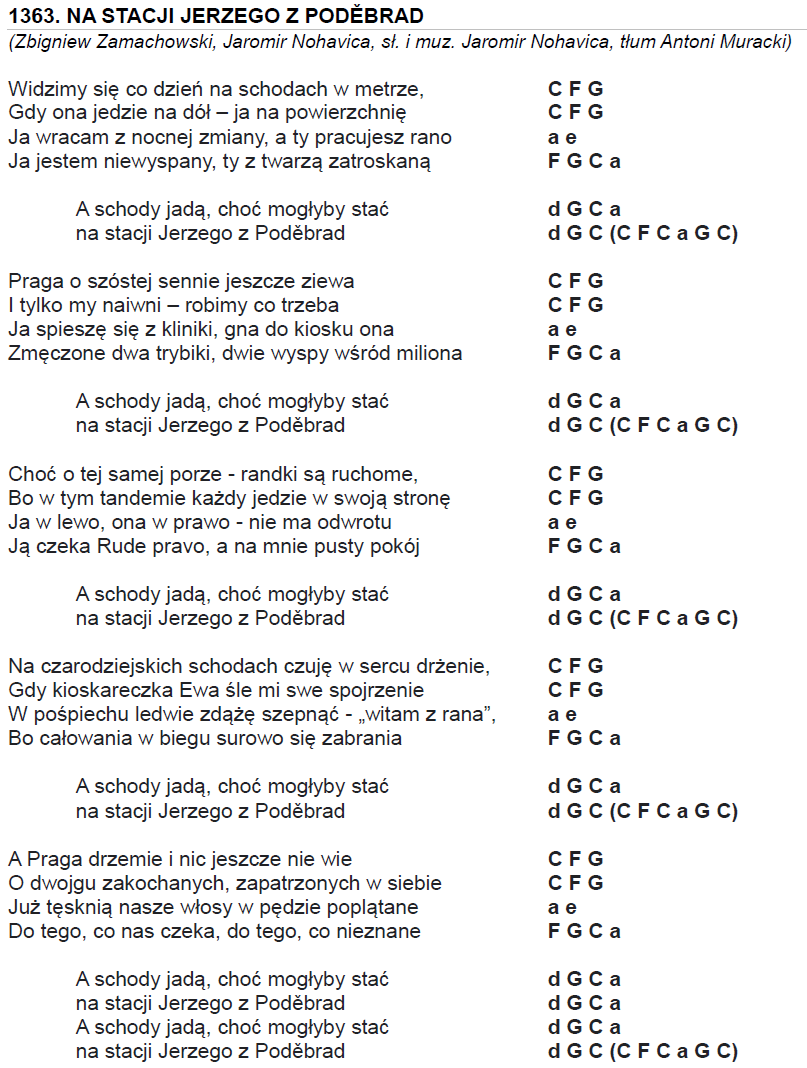 1363. NA STACJI JERZEGO Z PODĚBRAD
(Zbigniew Zamachowski, Jaromir Nohavica, sł. i muz. Jaromir Nohavica, tłum Antoni Muracki)
Widzimy się co dzień na schodach w metrze, C F G
Gdy ona jedzie na dół – ja na powierzchnię C F G
Ja wracam z nocnej zmiany, a ty pracujesz rano a e
Ja jestem niewyspany, ty z twarzą zatroskaną F G C a
A schody jadą, choć mogłyby stać d G C a
na stacji Jerzego z Poděbrad d G C (C F C a G C)
Praga o szóstej sennie jeszcze ziewa C F G
I tylko my naiwni – robimy co trzeba C F G
Ja spieszę się z kliniki, gna do kiosku ona a e
Zmęczone dwa trybiki, dwie wyspy wśród miliona F G C a
A schody jadą, choć mogłyby stać d G C a
na stacji Jerzego z Poděbrad d G C (C F C a G C)
Choć o tej samej porze - randki są ruchome, C F G
Bo w tym tandemie każdy jedzie w swoją stronę C F G
Ja w lewo, ona w prawo - nie ma odwrotu a e
Ją czeka Rude pravo, a na mnie pusty pokój F G C a
A schody jadą, choć mogłyby stać d G C a
na stacji Jerzego z Poděbrad d G C (C F C a G C)
Na czarodziejskich schodach czuję w sercu drżenie, C F G
Gdy kioskareczka Ewa śle mi swe spojrzenie C F G
W pośpiechu ledwie zdążę szepnąć - „witam z rana”, a e
Bo całowania w biegu surowo się zabrania F G C a
A schody jadą, choć mogłyby stać d G C a
na stacji Jerzego z Poděbrad d G C (C F C a G C)
A Praga drzemie i nic jeszcze nie wie C F G
O dwojgu zakochanych, zapatrzonych w siebie C F G
Już tęsknią nasze włosy w pędzie poplątane a e
Do tego, co nas czeka, do tego, co nieznane F G C a
A schody jadą, choć mogłyby stać d G C a
na stacji Jerzego z Poděbrad d G C a
A schody jadą, choć mogłyby stać d G C a
na stacji Jerzego z Poděbrad d G C (C F C a G C)